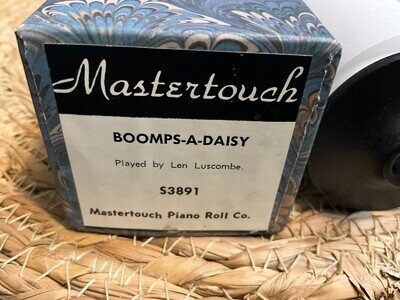 Mastertouch
BOOMPS-A-DAISY
Played by Len Luscombe.
S3891
Mastertouch Piano Roll Co.